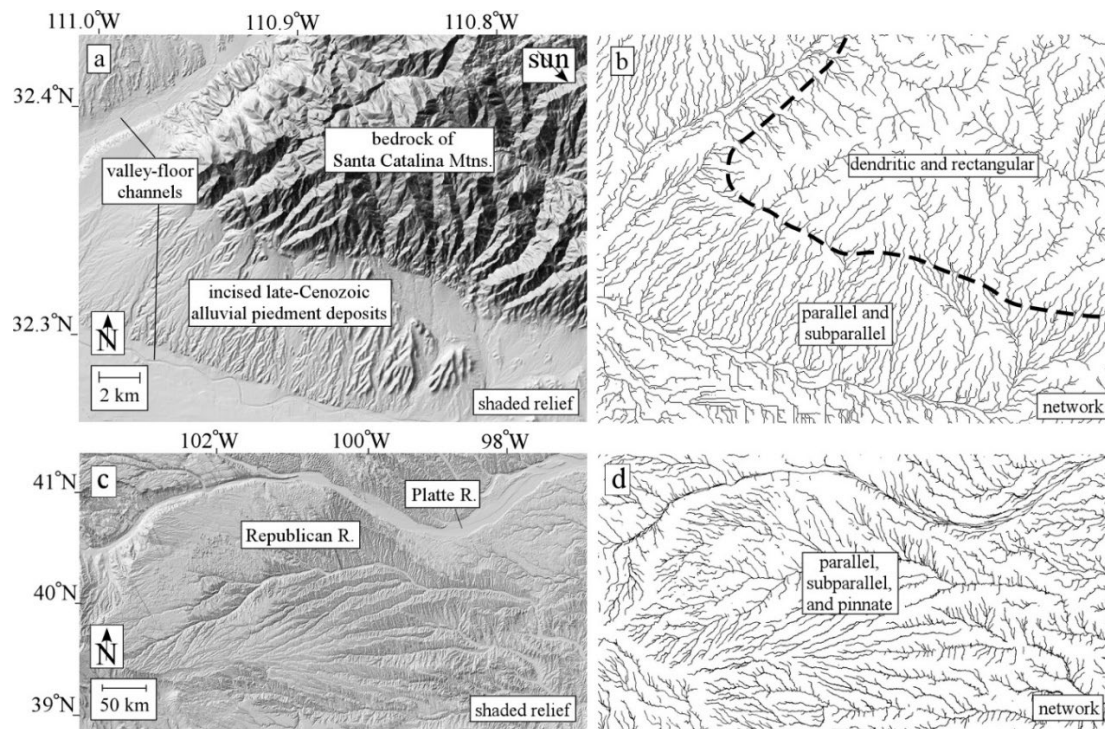 111.0°W
110.9°W
110.8°W
a
sun
b
32.4°N
bedrock of
Santa Catalina Mtns.
dendritic and rectangular
valley-floor
channels
incised late-Cenozoic
alluvial piedment deposits
parallel and
subparallel
32.3°N
N
2 km
shaded relief
network
102°W
100°W
98°W
c
d
41°N
Platte R.
Republican R.
parallel,
subparallel,
and pinnate
40°N
N
50 km
39°N
shaded relief
network